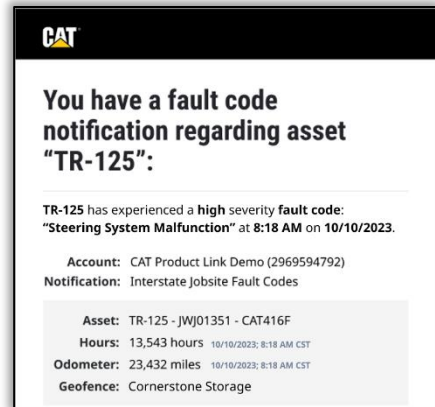 CAT
You have a fault code
notification regarding asset
“TR-125”:
TR-125 has experienced a high severity fault code:
“Steering System Malfunction” at 8:18 AM on 10/10/2023.
Account: CAT Product Link Demo (2969594792)
Notification: Interstate Jobsite Fault Codes
Asset: TR-125 - JWJ01351 - CAT416F
Hours: 13,543 hours 10/10/2023; 8:18 AM CST
Odometer: 23,432 miles 10/10/2023; 8:18 AM CST
Geofence: Cornerstone Storage